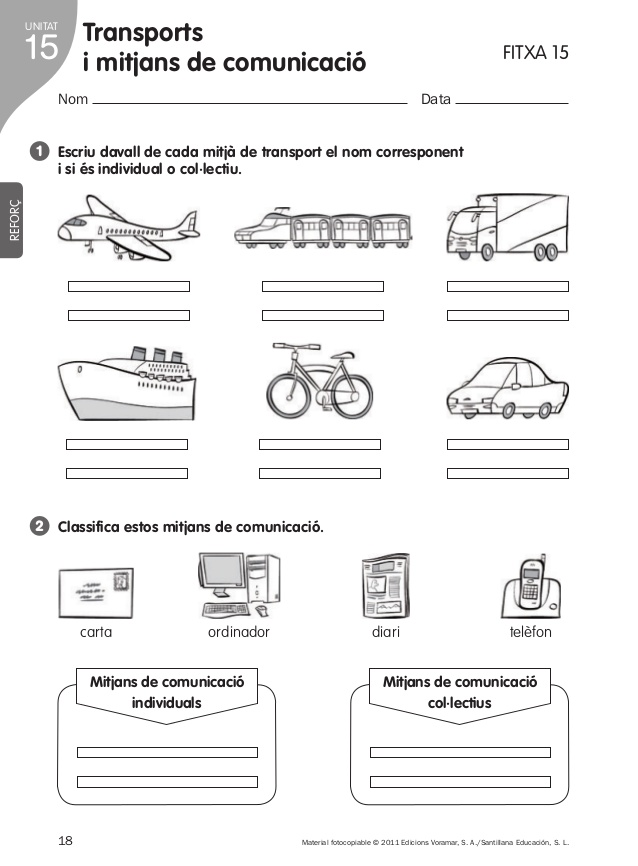 UNITAT
15
Transports
i mitjans de comunicació
FITXA 15
Nom
Data
1 Escriu davall de cada mitjà de transport el nom corresponent
i si és individual o col·lectiu.
REFORÇ
2 Classifica estos mitjans de comunicació.
carta
ordinador
diari
telèfon
Mitjans de comunicació
individuals
Mitjans de comunicació
col·lectius
18
Material fotocopiable © 2011 Edicions Voramar, S. A./Santillana Educación, S. L.